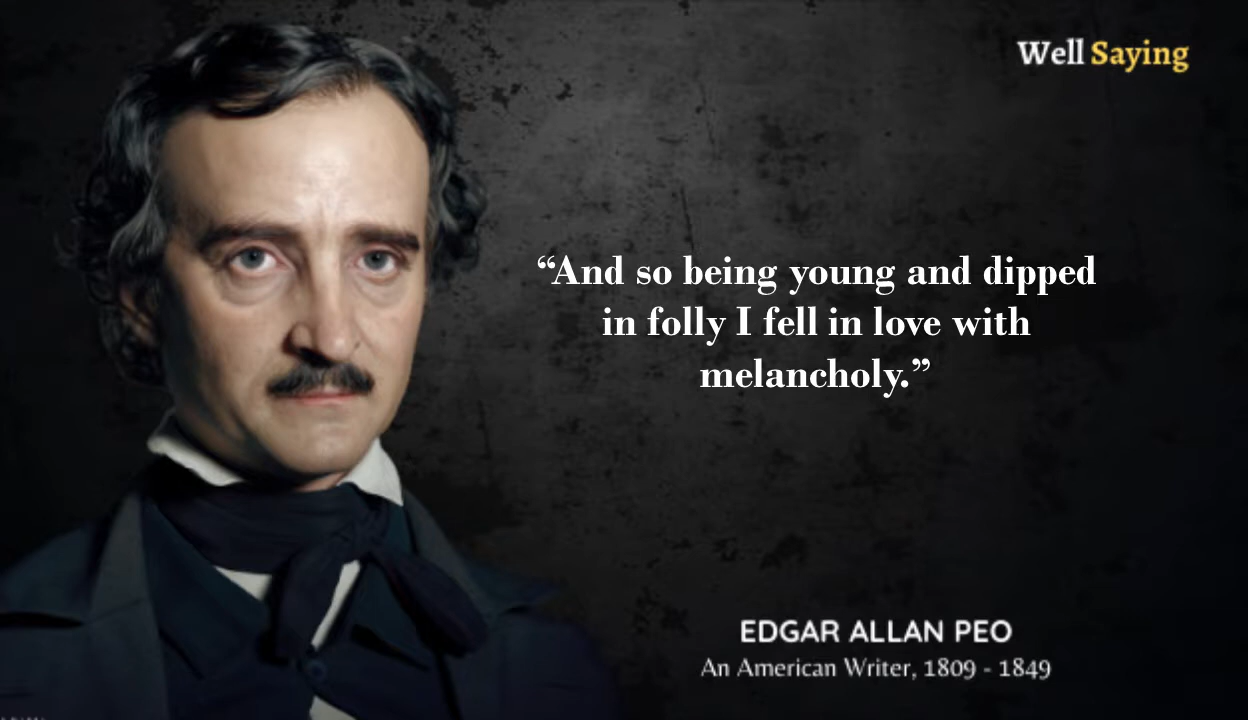 Well Saying
“And so being young and dipped
in folly I fell in love with
melancholy.”
EDGAR ALLAN PEO
An American Writer, 1809 - 1849